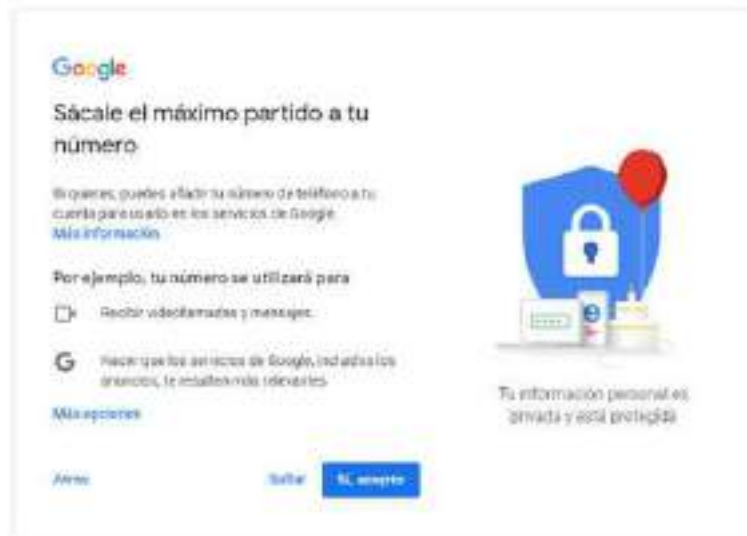 Google
Sácale el máximo partido a tu
número
Si quieres, puedes añadir tu número de teléfono a tu
cuenta para usarlo en los servicios de Google.
Más información
Por ejemplo, tu número se utilizará para
Recibir videollamadas y mensajes.
G Hacer que los servicios de Google, incluidos los
anuncios, te resulten más relevantes
Más opciones
Tu información personal es
privada y está protegida
Atrás
Saltar
Sí, acepto